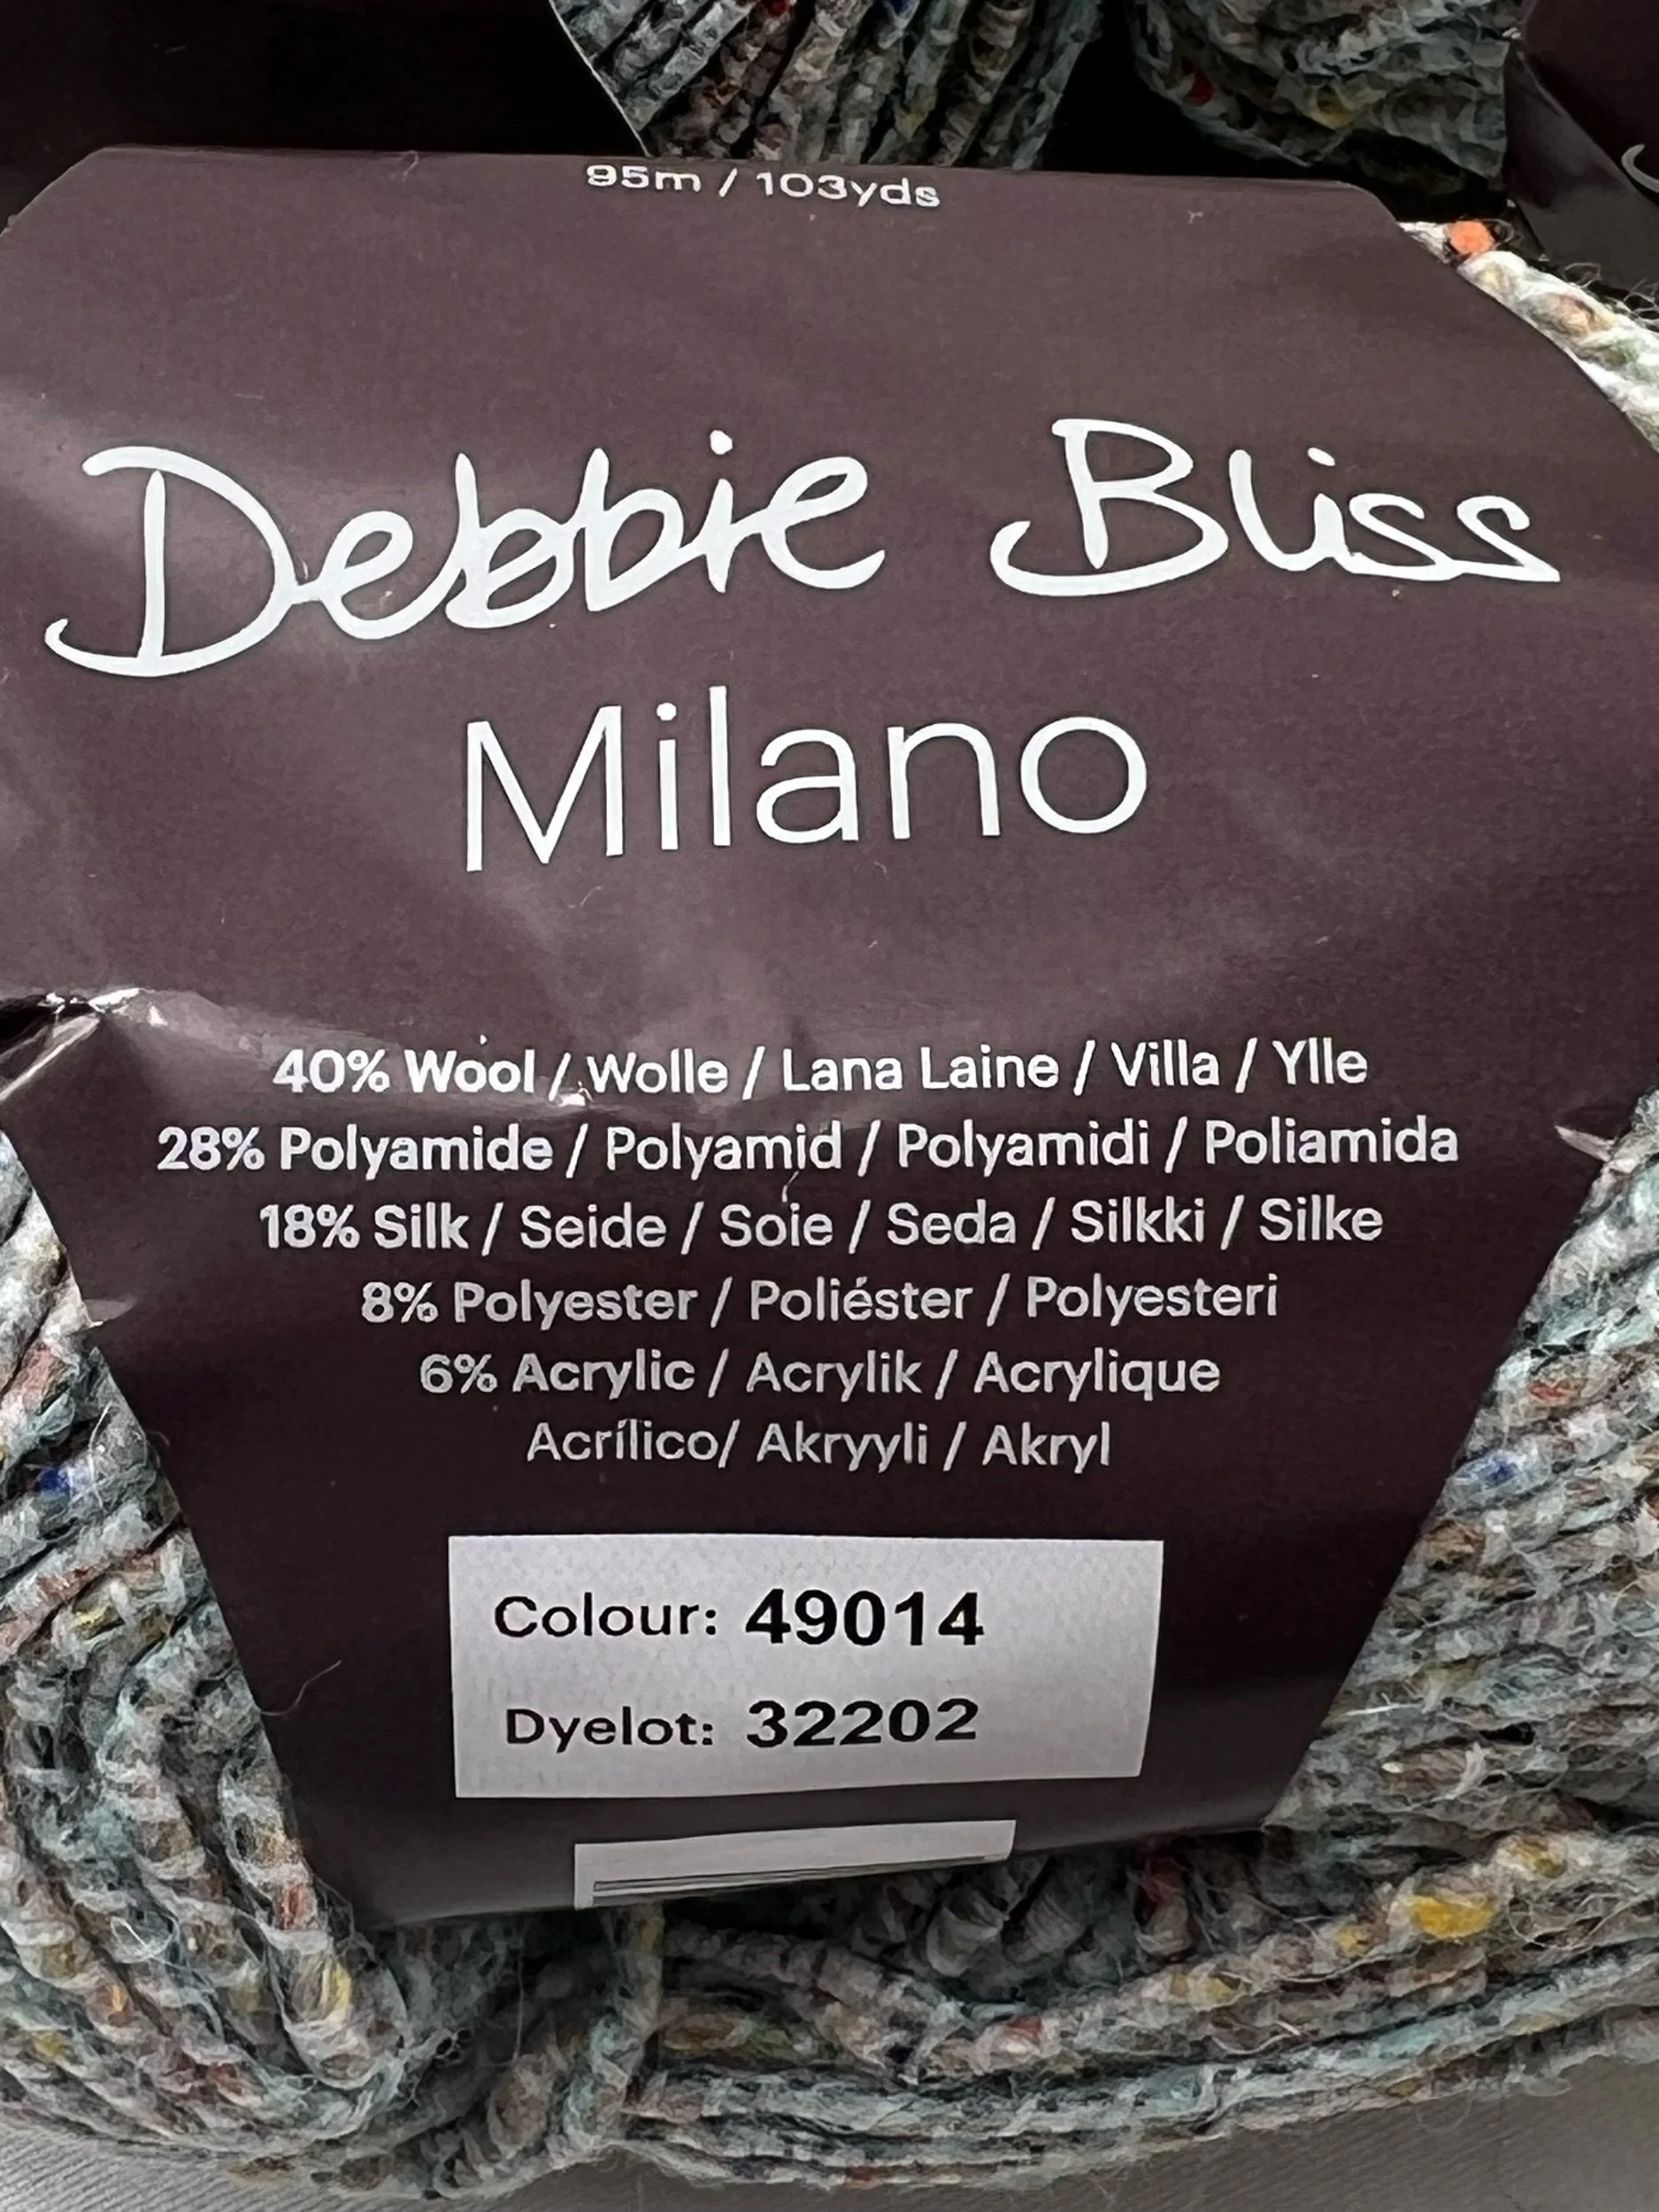 95m / 103yds
Debbie Bliss
Milano
40% Wool / Wolle / Lana Laine / Villa / Ylle
28% Polyamide / Polyamid / Polyamidi / Poliamida
18% Silk / Seide / Soie / Seda / Silkki / Silke
8% Polyester / Poliéster / Polyesteri
6% Acrylic / Acrylik / Acrylique
Acrílico/ Akryyli / Akryl
Colour: 49014
Dyelot: 32202